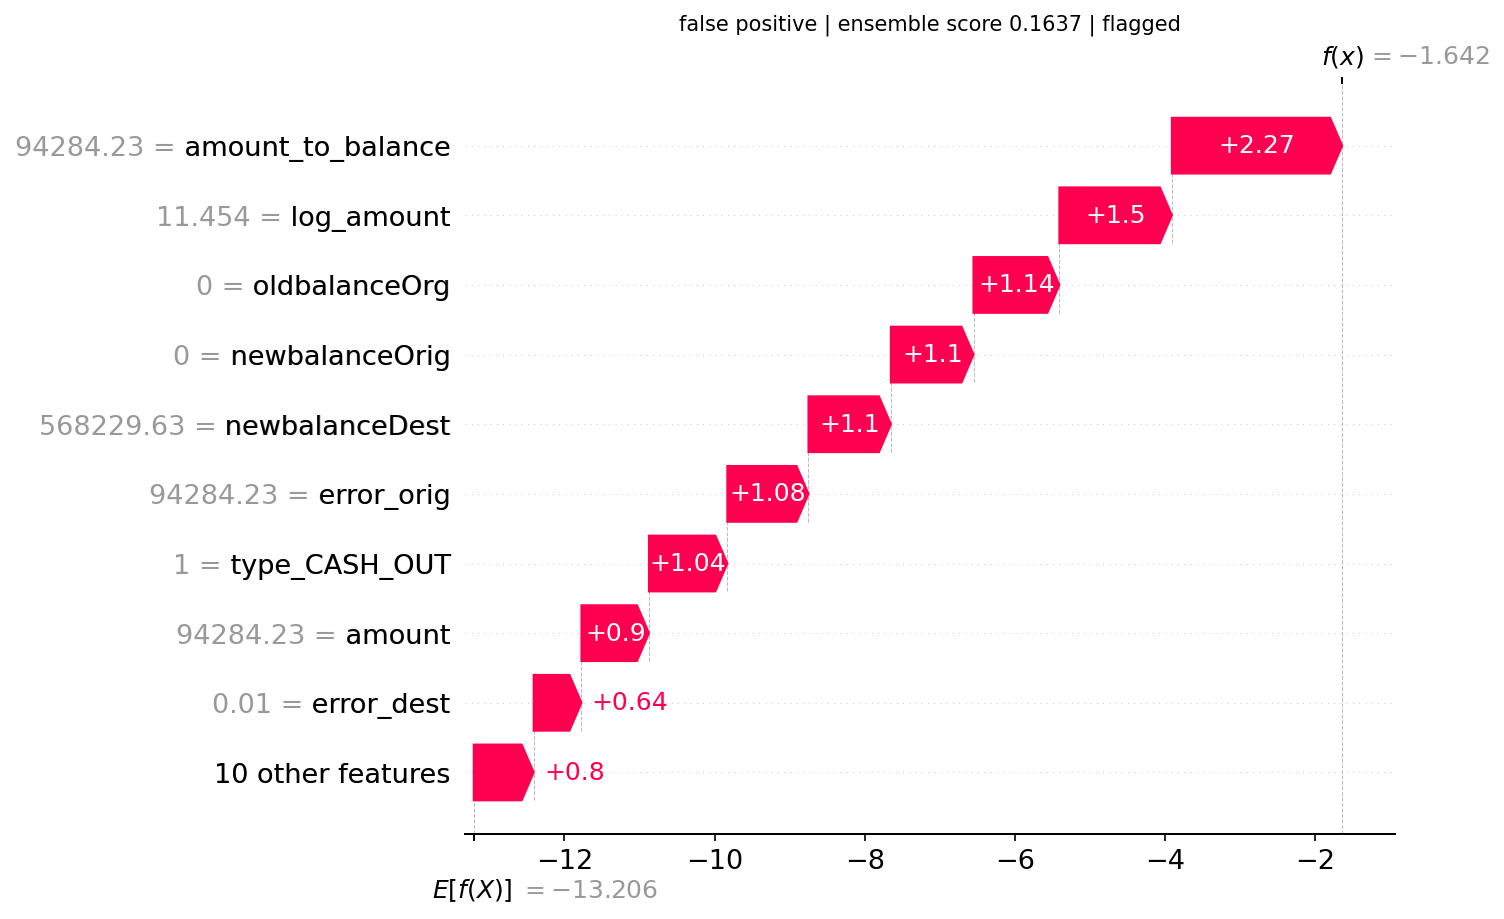 false positive | ensemble score 0.1637 | flagged
f(x) = −1.642
94284.23 = amount_to_balance +2.27
11.454 = log_amount +1.5
0 = oldbalanceOrg +1.14
0 = newbalanceOrig +1.1
568229.63 = newbalanceDest +1.1
94284.23 = error_orig +1.08
1 = type_CASH_OUT +1.04
94284.23 = amount +0.9
0.01 = error_dest +0.64
10 other features +0.8
−12 −10 −8 −6 −4 −2
E[f(X)] = −13.206